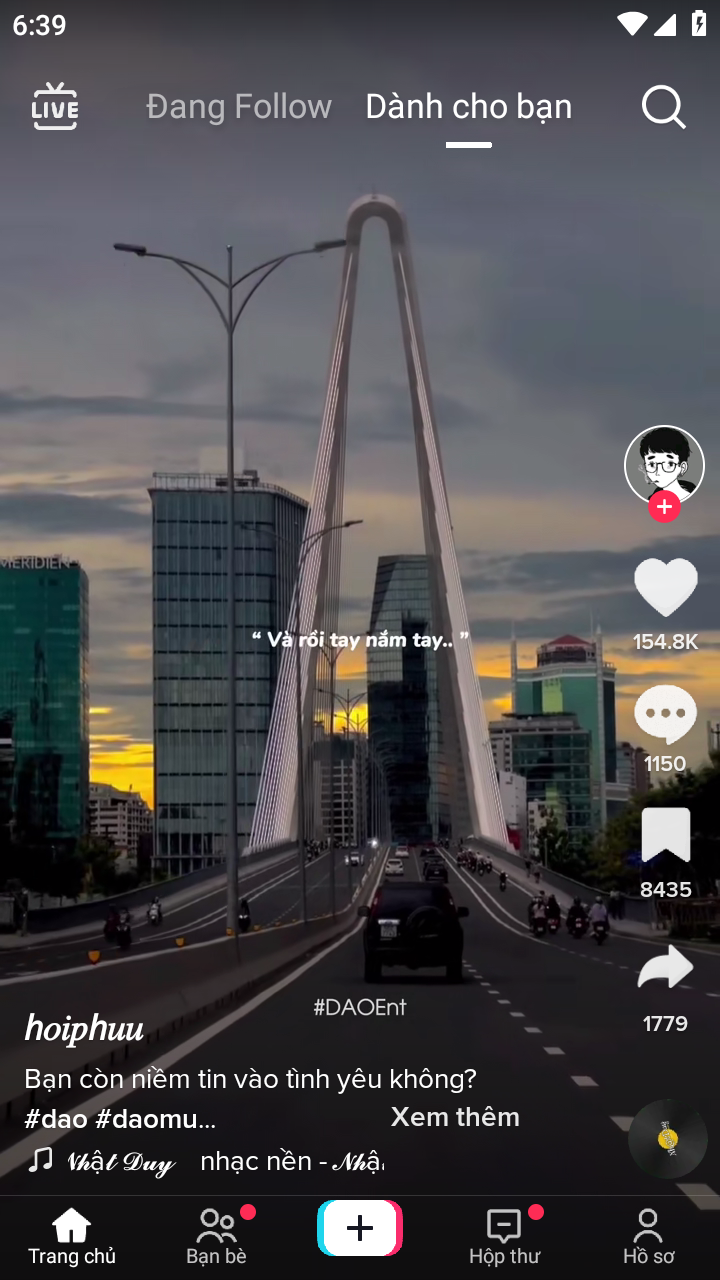 6:39
LIVE
Đang Follow
Dành cho bạn
MERIDIEN
“ Và rồi tay nắm tay.. ”
154.8K
1150
8435
1779
#DAOEnt
hoiphuu
Bạn còn niềm tin vào tình yêu không?
#dao #daomu...
Xem thêm
Nhật Duy nhạc nền - Nhậ
Trang chủ
Bạn bè
Hộp thư
Hồ sơ